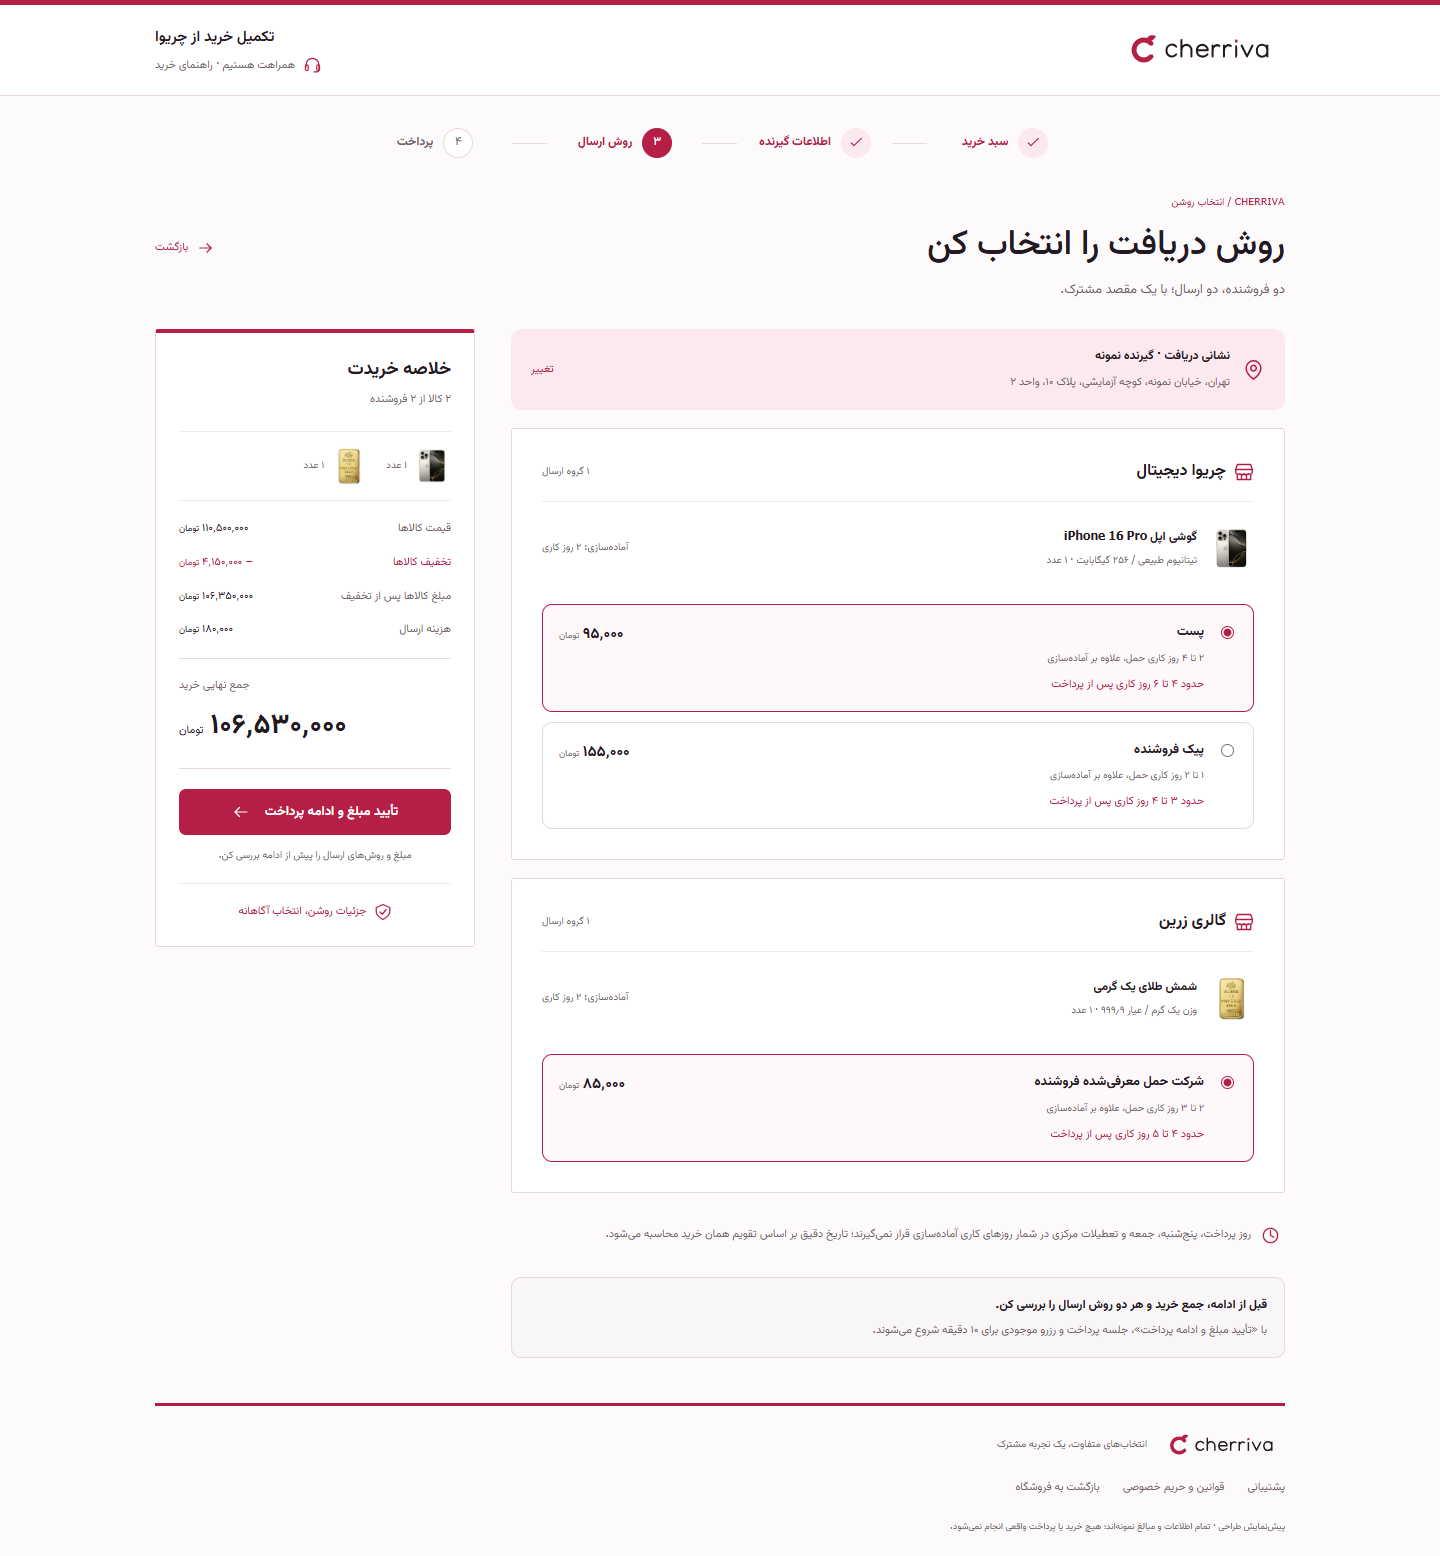 cherriva
تکمیل خرید از چریوا
همراهت هستیم · راهنمای خرید
سبد خرید
اطلاعات گیرنده
۳ روش ارسال
۴ پرداخت
CHERRIVA / انتخاب روشن
روش دریافت را انتخاب کن
بازگشت
دو فروشنده، دو ارسال؛ با یک مقصد مشترک.
نشانی دریافت · گیرنده نمونه
تهران، خیابان نمونه، کوچه آزمایشی، پلاک ۱۰، واحد ۲
تغییر
چریوا دیجیتال
۱ گروه ارسال
گوشی اپل iPhone 16 Pro
تیتانیوم طبیعی / ۲۵۶ گیگابایت · ۱ عدد
آماده‌سازی: ۲ روز کاری
پست
۹۵,۰۰۰ تومان
۲ تا ۴ روز کاری حمل، علاوه بر آماده‌سازی
حدود ۴ تا ۶ روز کاری پس از پرداخت
پیک فروشنده
۱۵۵,۰۰۰ تومان
۱ تا ۲ روز کاری حمل، علاوه بر آماده‌سازی
حدود ۳ تا ۴ روز کاری پس از پرداخت
گالری زرین
۱ گروه ارسال
شمش طلای یک گرمی
وزن یک گرم / عیار ۹۹۹٫۹ · ۱ عدد
آماده‌سازی: ۲ روز کاری
شرکت حمل معرفی‌شده فروشنده
۸۵,۰۰۰ تومان
۲ تا ۳ روز کاری حمل، علاوه بر آماده‌سازی
حدود ۴ تا ۵ روز کاری پس از پرداخت
روز پرداخت، پنج‌شنبه، جمعه و تعطیلات مرکزی در شمار روزهای کاری آماده‌سازی قرار نمی‌گیرند؛ تاریخ دقیق بر اساس تقویم همان خرید محاسبه می‌شود.
قبل از ادامه، جمع خرید و هر دو روش ارسال را بررسی کن.
با «تأیید مبلغ و ادامه پرداخت»، جلسه پرداخت و رزرو موجودی برای ۱۰ دقیقه شروع می‌شوند.
خلاصه خریدت
۲ کالا از ۲ فروشنده
۱ عدد
۱ عدد
قیمت کالاها ۱۱۰,۵۰۰,۰۰۰ تومان
تخفیف کالاها − ۴,۱۵۰,۰۰۰ تومان
مبلغ کالاها پس از تخفیف ۱۰۶,۳۵۰,۰۰۰ تومان
هزینه ارسال ۱۸۰,۰۰۰ تومان
جمع نهایی خرید
۱۰۶,۵۳۰,۰۰۰ تومان
تأیید مبلغ و ادامه پرداخت
مبلغ و روش‌های ارسال را پیش از ادامه بررسی کن.
جزئیات روشن، انتخاب آگاهانه
cherriva
انتخاب‌های متفاوت، یک تجربه مشترک
پشتیبانی
قوانین و حریم خصوصی
بازگشت به فروشگاه
پیش‌نمایش طراحی · تمام اطلاعات و مبالغ نمونه‌اند؛ هیچ خرید یا پرداخت واقعی انجام نمی‌شود.